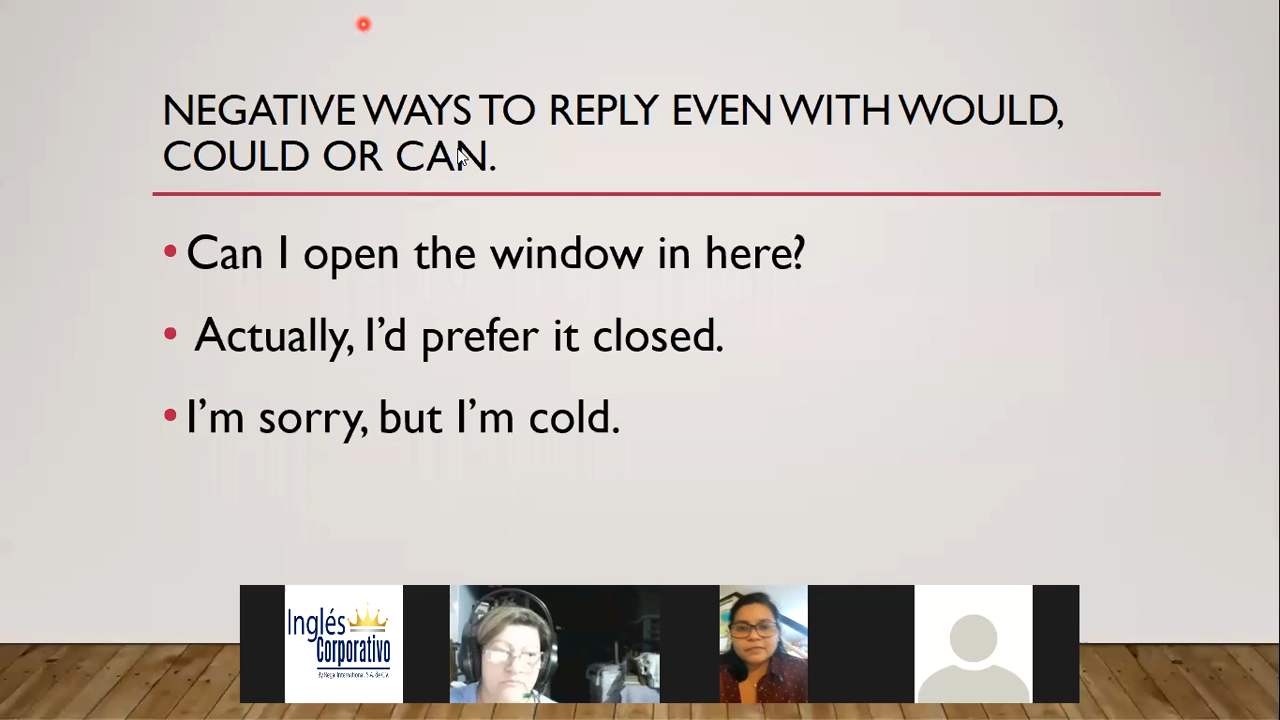 NEGATIVE WAYS TO REPLY EVEN WITH WOULD,
COULD OR CAN.
• Can I open the window in here?
• Actually, I'd prefer it closed.
• I'm sorry, but I'm cold.
Inglés
Corporativo